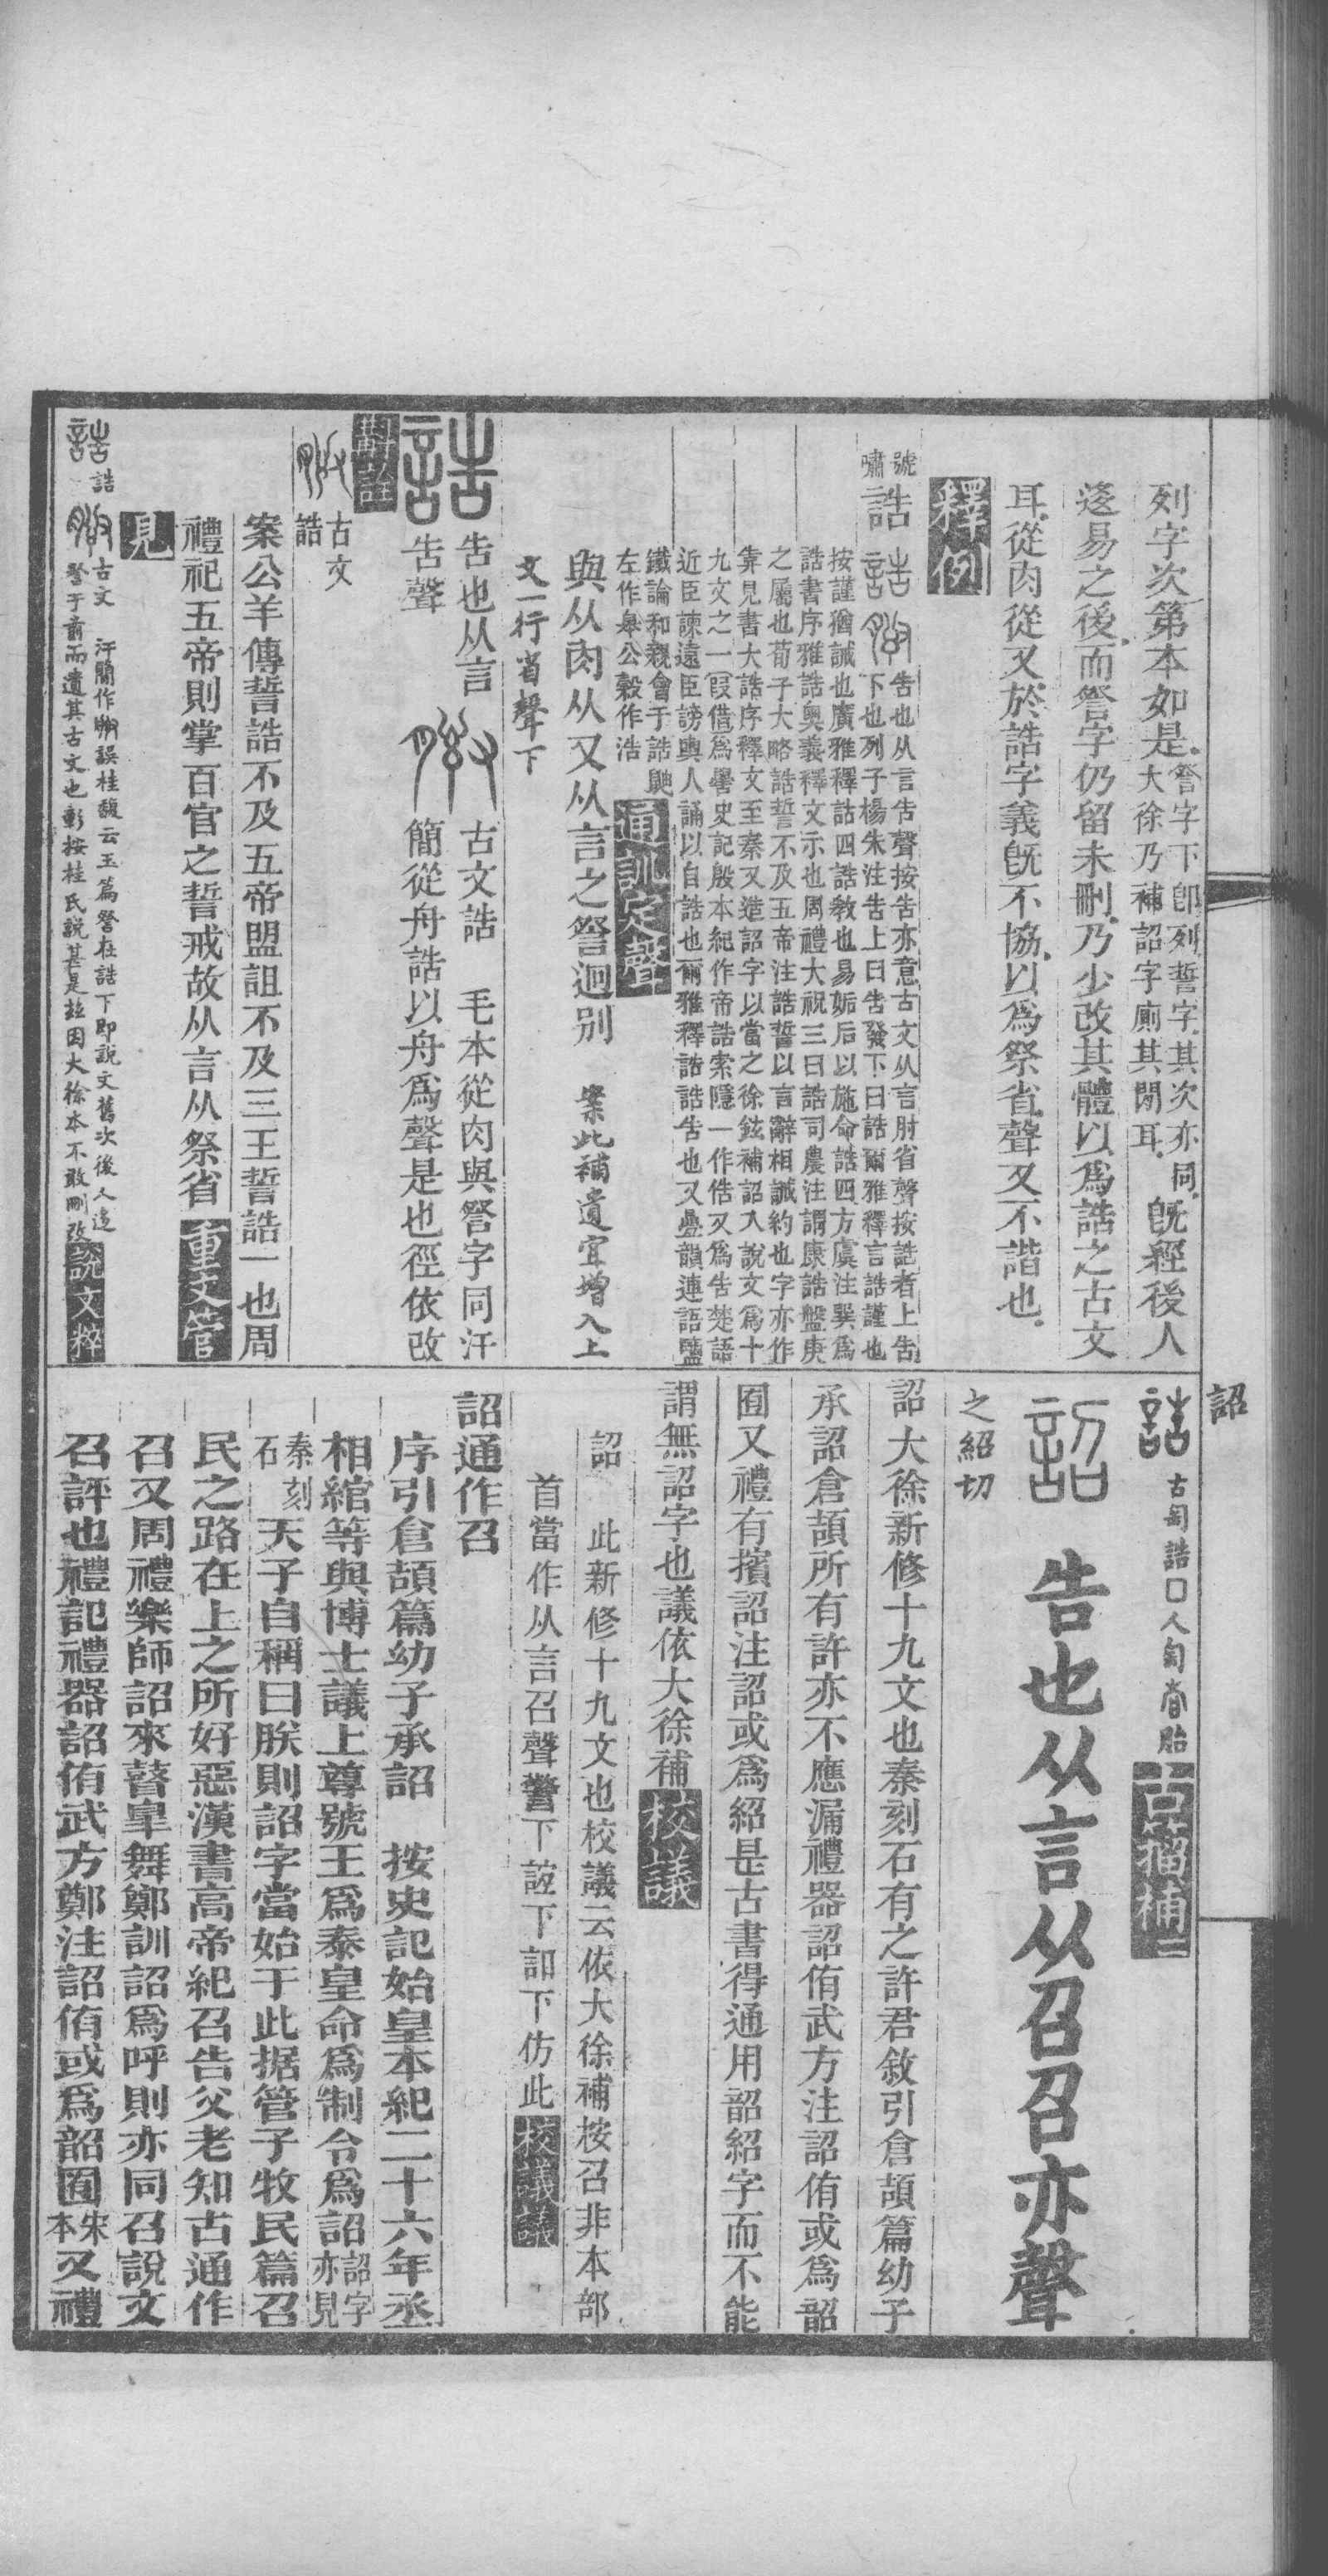 列字次第本如是.
詧字下卽列誓字.其次亦同.
大徐乃補詔字廁其閒耳.
旣經後人
迻易之後.而詧字仍留未刪.乃少改其體.以爲誥之古文
耳.從肉從又.於誥字義旣不協.以爲祭省聲又不諧也.
釋例
號
嘯
誥
告也从言告聲按告亦意古文从言肘省聲按誥者上告
下也列子楊朱注告上曰告發下曰誥爾雅釋言誥謹也
按謹猶誡也廣雅釋詁四誥敎也易姤后以施命誥四方虞注巽爲
誥書序雅誥奧義釋文示也周禮大祝三曰誥司農注謂康誥盤庚
之屬也荀子大略誥誓不及五帝注誥誓以言辭相誡約也字亦作
靠見書大誥序釋文至秦又造詔字以當之徐鉉補詔入說文爲十
九文之一叚借爲嚳史記殷本紀作帝誥索隱一作俈又爲告楚語
近臣諫遠臣謗輿人誦以自誥也爾雅釋詁誥告也又疊韻連語鹽
鐵論和親會于誥鼽
左作皋公穀作浩
通訓定聲
與从肉从又从言之詧迥别
案此補遺宜增入上
文一行省聲下
誥
告也从言
告聲
古文誥 毛本從肉與詧字同汗
簡從舟誥以舟爲聲是也徑依改
古文
誥
案公羊傳誓誥不及五帝盟詛不及三王誓誥一也周
禮祀五帝則掌百官之誓戒故从言从祭省
重文管
見
誥
誥
古文
汗簡作誤桂馥云玉篇詧在誥下即說文舊次後人迻
詧于前而遺其古文也彰按桂氏說甚是玆因大徐本不敢刪改
說文粹
誥
古匋誥口人匋𦚾胎
古籀補二
詔
詔
告也从言从召召亦聲
之紹切
詔大徐新修十九文也秦刻石有之許君敘引倉頡篇幼子
承詔倉頡所有許亦不應漏禮器詔侑武方注詔侑或爲韶
囿又禮有擯詔注詔或爲紹是古書得通用韶紹字而不能
謂無詔字也議依大徐補
校議
詔 此新修十九文也校議云依大徐補按召非本部
首當作从言召聲警下誼下訆下仿此
校議議
詔通作召
序引倉頡篇幼子承詔 按史記始皇本紀二十六年丞
相綰等與博士議上尊號王爲泰皇命爲制令爲詔
詔字
亦見
秦刻
石
天子自稱曰朕則詔字當始于此据管子牧民篇召
民之路在上之所好惡漢書高帝紀召告父老知古通作
召又周禮樂師詔來瞽皐舞鄭訓詔爲呼則亦同召說文
召評也禮記禮器詔侑武方鄭注詔侑或爲韶囿
宋
本
又禮